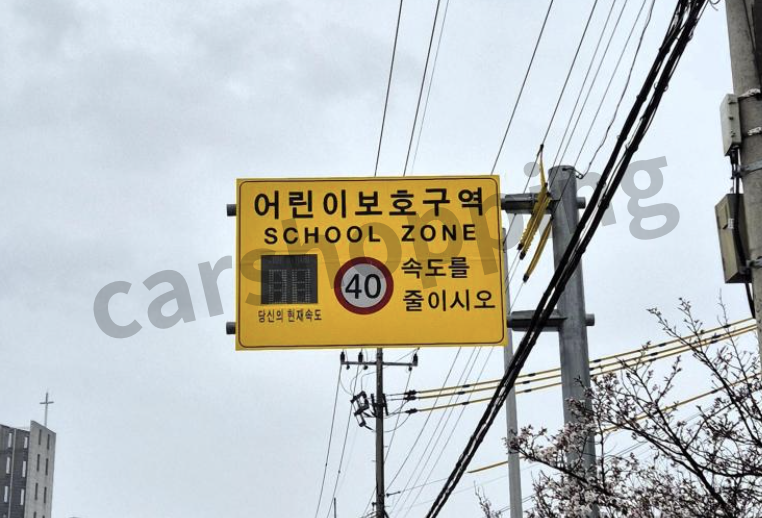 어린이보호구역
SCHOOL ZONE
40
속도를
줄이시오
당신의 현재속도
carshopping